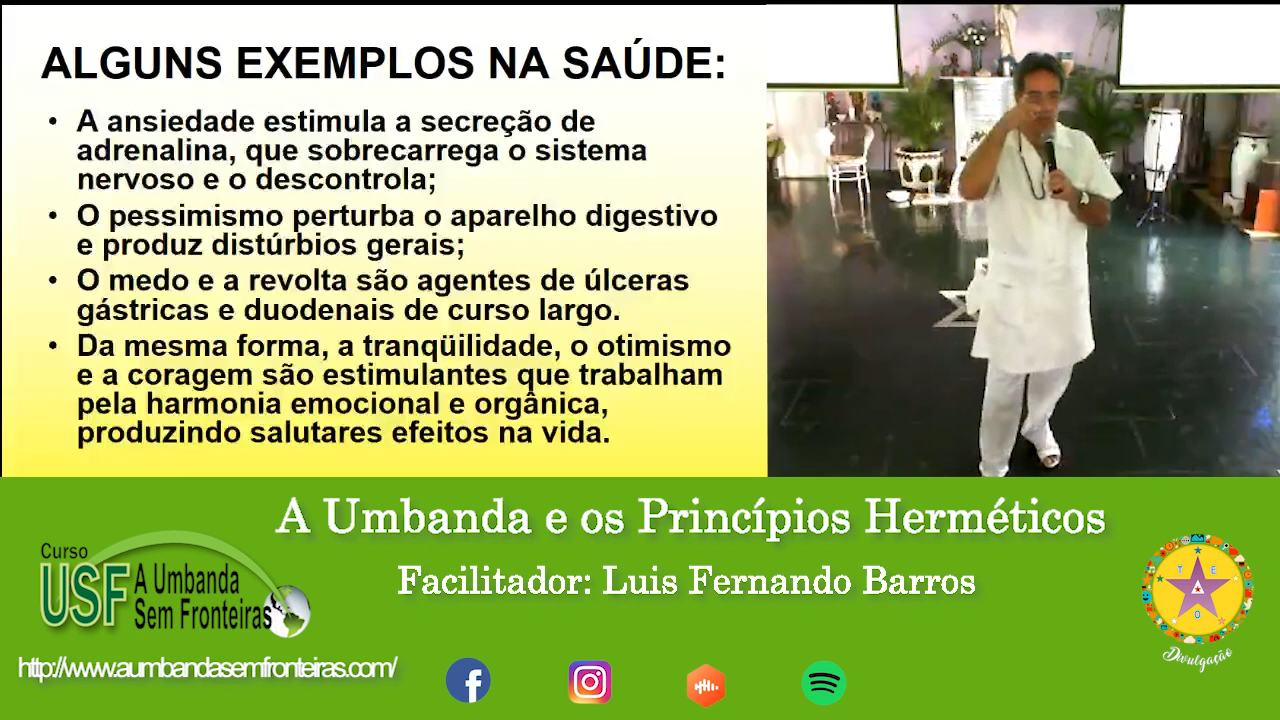 ALGUNS EXEMPLOS NA SAÚDE:
• A ansiedade estimula a secreção de
adrenalina, que sobrecarrega o sistema
nervoso e o descontrola;
• O pessimismo perturba o aparelho digestivo
e produz distúrbios gerais;
• O medo e a revolta são agentes de úlceras
gástricas e duodenais de curso largo.
• Da mesma forma, a tranqüilidade, o otimismo
e a coragem são estimulantes que trabalham
pela harmonia emocional e orgânica,
produzindo salutares efeitos na vida.
A Umbanda e os Princípios Herméticos
Facilitador: Luis Fernando Barros
Curso
USF A Umbanda
Sem Fronteiras
http://www.aumbandasemfronteiras.com/
T E
A
O
Divulgação